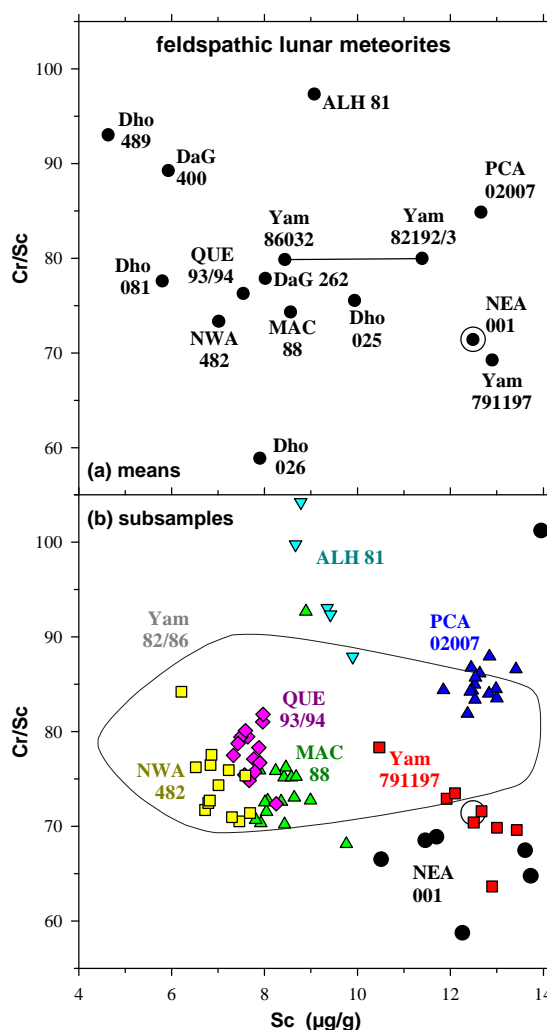 feldspathic lunar meteorites
100
90
80
70
60
Cr/Sc
ALH 81
Dho
489
DaG
400
PCA
02007
Yam
86032
Yam
82192/3
QUE
93/94
Dho
081
DaG 262
NEA
001
NWA
482
MAC
88
Dho
025
Yam
791197
Dho
026
(a) means
(b) subsamples
100
90
80
70
60
Cr/Sc
ALH 81
Yam
82/86
PCA
02007
QUE
93/94
MAC
88
NWA
482
Yam
791197
NEA
001
4 6 8 10 12 14
Sc (µg/g)